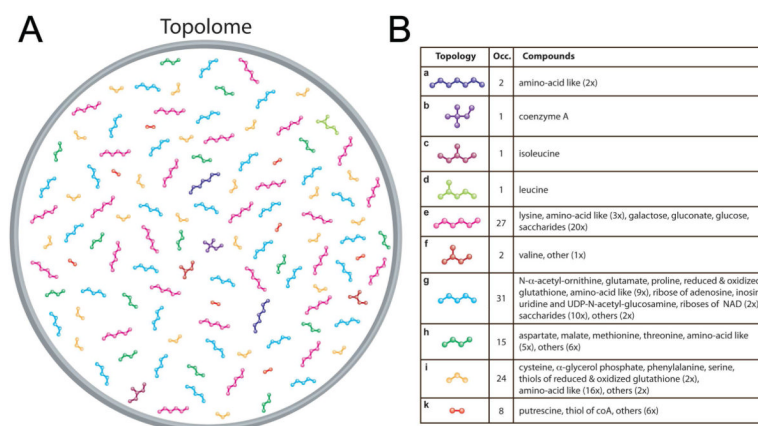 A
Topolome
B
Topology Occ. Compounds
a 2 amino-acid like (2x)
b 1 coenzyme A
c 1 isoleucine
d 1 leucine
e 27 lysine, amino-acid like (3x), galactose, gluconate, glucose,
saccharides (20x)
f 2 valine, other (1x)
g 31 N-α-acetyl-ornithine, glutamate, proline, reduced & oxidized
glutathione, amino-acid like (9x), ribose of adenosine, inosin
uridine and UDP-N-acetyl-glucosamine, riboses of NAD (2x)
saccharides (10x), others (2x)
h 15 aspartate, malate, methionine, threonine, amino-acid like
(5x), others (6x)
i 24 cysteine, α-glycerol phosphate, phenylalanine, serine,
thiols of reduced & oxidized glutathione (2x),
amino-acid like (16x), others (2x)
k 8 putrescine, thiol of coA, others (6x)